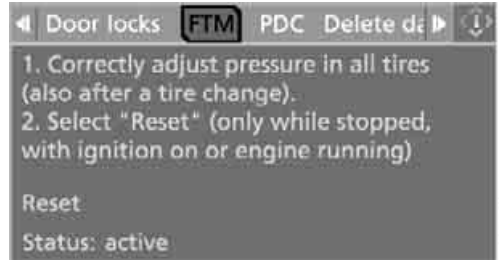 Door locks FTM PDC Delete da
1. Correctly adjust pressure in all tires
(also after a tire change).
2. Select "Reset" (only while stopped,
with ignition on or engine running)
Reset
Status: active